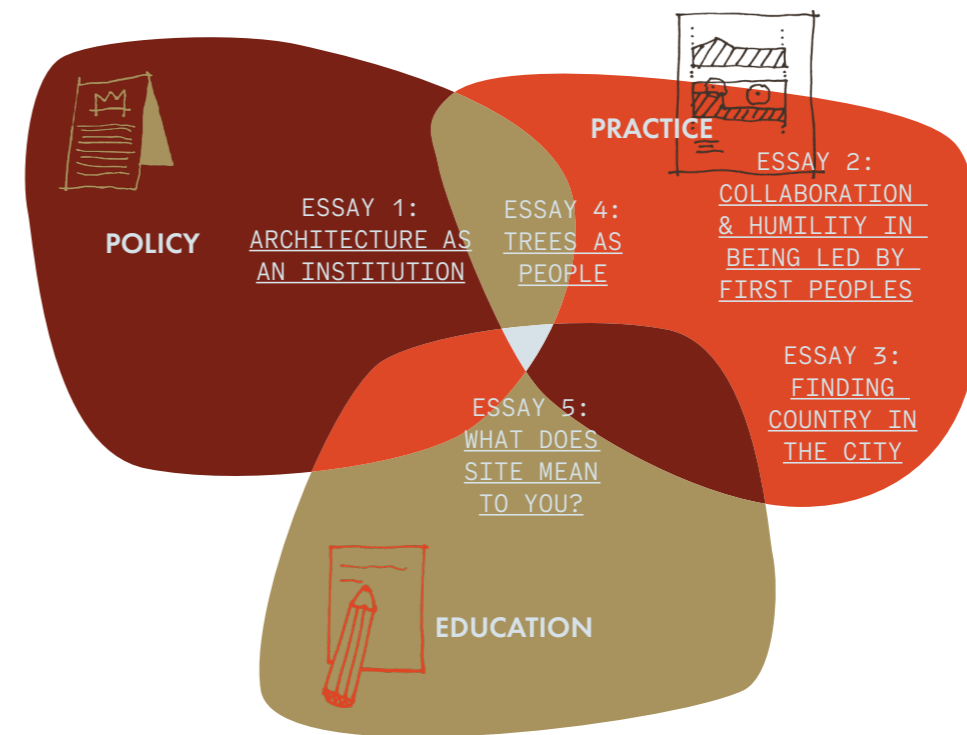 POLICY
ESSAY 1:
ARCHITECTURE AS
AN INSTITUTION
ESSAY 4:
TREES AS
PEOPLE
PRACTICE
ESSAY 2:
COLLABORATION
& HUMILITY IN
BEING LED BY
FIRST PEOPLES
ESSAY 3:
FINDING
COUNTRY IN
THE CITY
ESSAY 5:
WHAT DOES
SITE MEAN
TO YOU?
EDUCATION